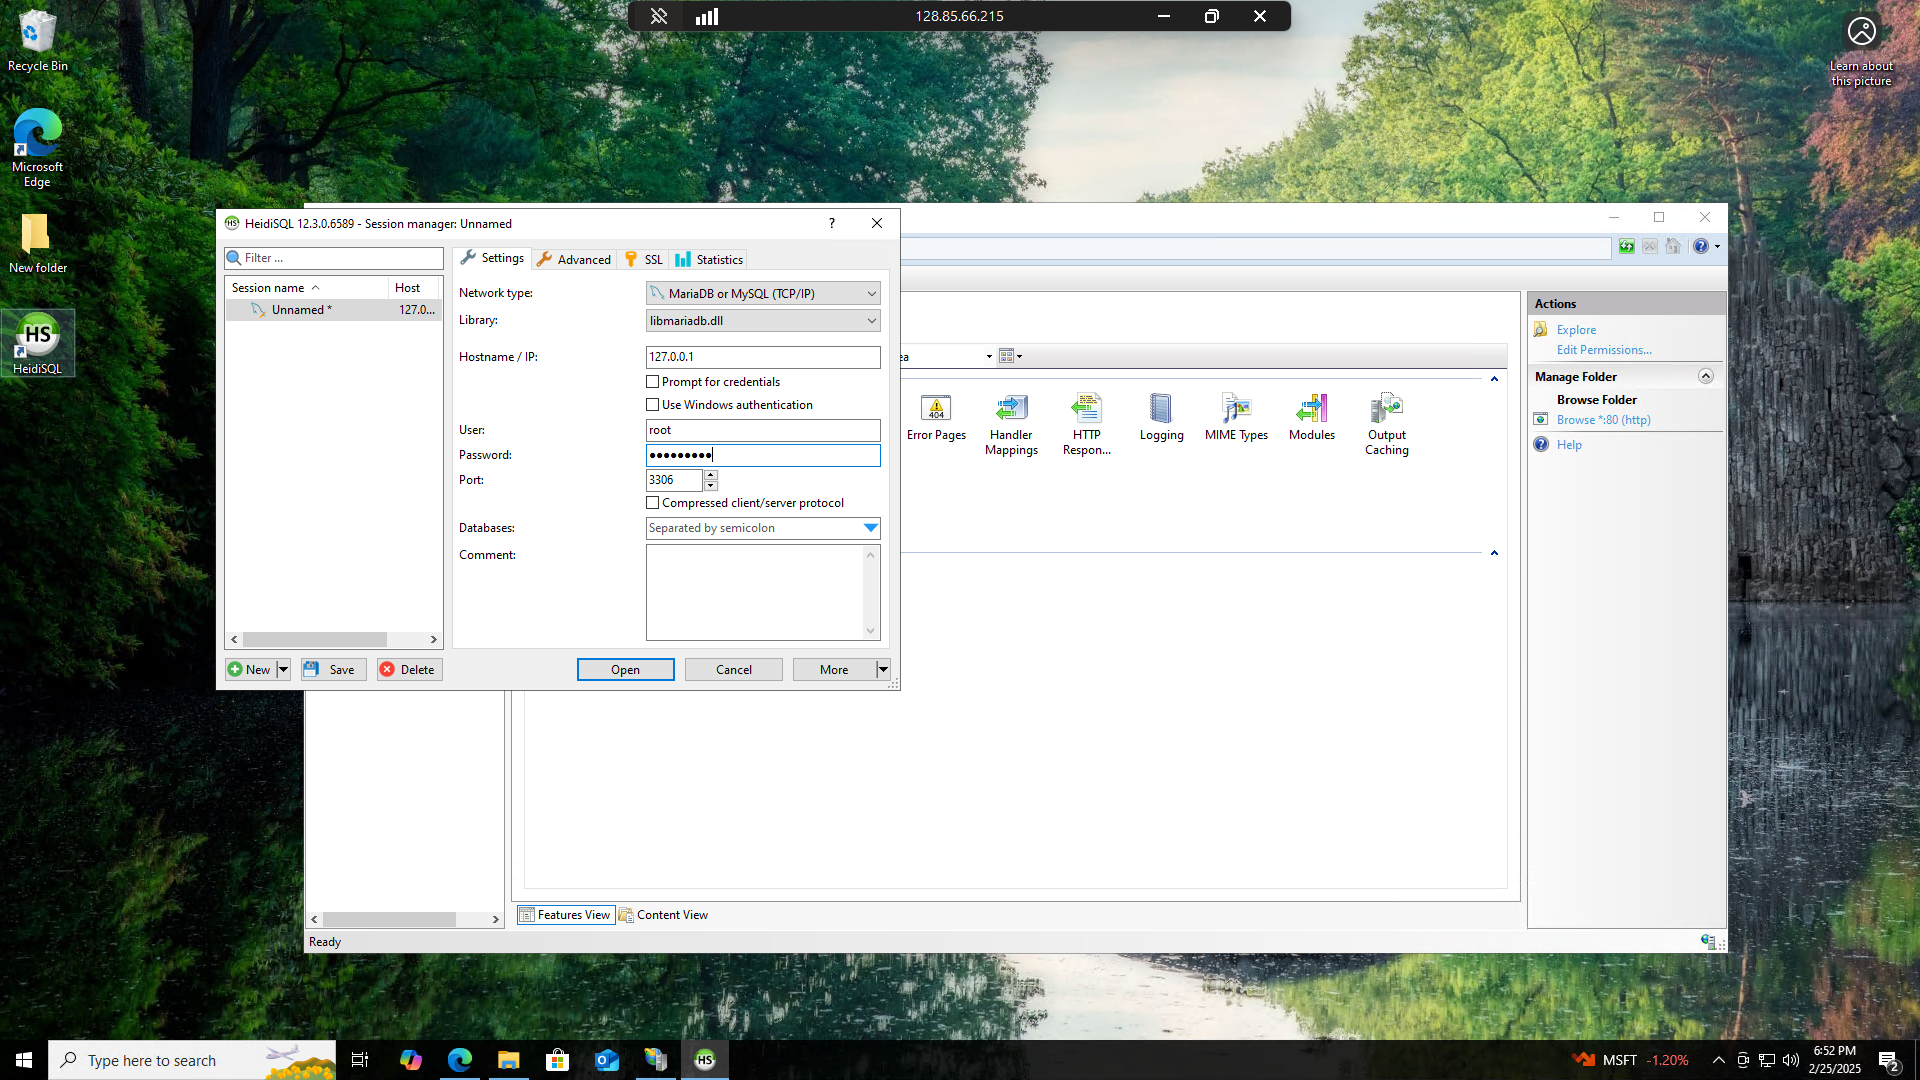 128.85.66.215
Recycle Bin
Learn about
this picture
Microsoft
Edge
New folder
HS
HeidiSQL
HS HeidiSQL 12.3.0.6589 - Session manager: Unnamed
?
Filter ...
Session name Host
Unnamed * 127.0...
Settings Advanced SSL Statistics
Network type: MariaDB or MySQL (TCP/IP)
Library: libmariadb.dll
Hostname / IP: 127.0.0.1
Prompt for credentials
Use Windows authentication
User: root
Password: ●●●●●●●●●
Port: 3306
Compressed client/server protocol
Databases: Separated by semicolon
Comment:
New Save Delete Open Cancel More
ea
404
Error Pages
Handler
Mappings
HTTP
Respon...
Logging
MIME Types
Modules
Output
Caching
Actions
Explore
Edit Permissions...
Manage Folder
Browse Folder
Browse *:80 (http)
Help
Features View Content View
Ready
Type here to search
HS
MSFT -1.20%
6:52 PM
2/25/2025
2